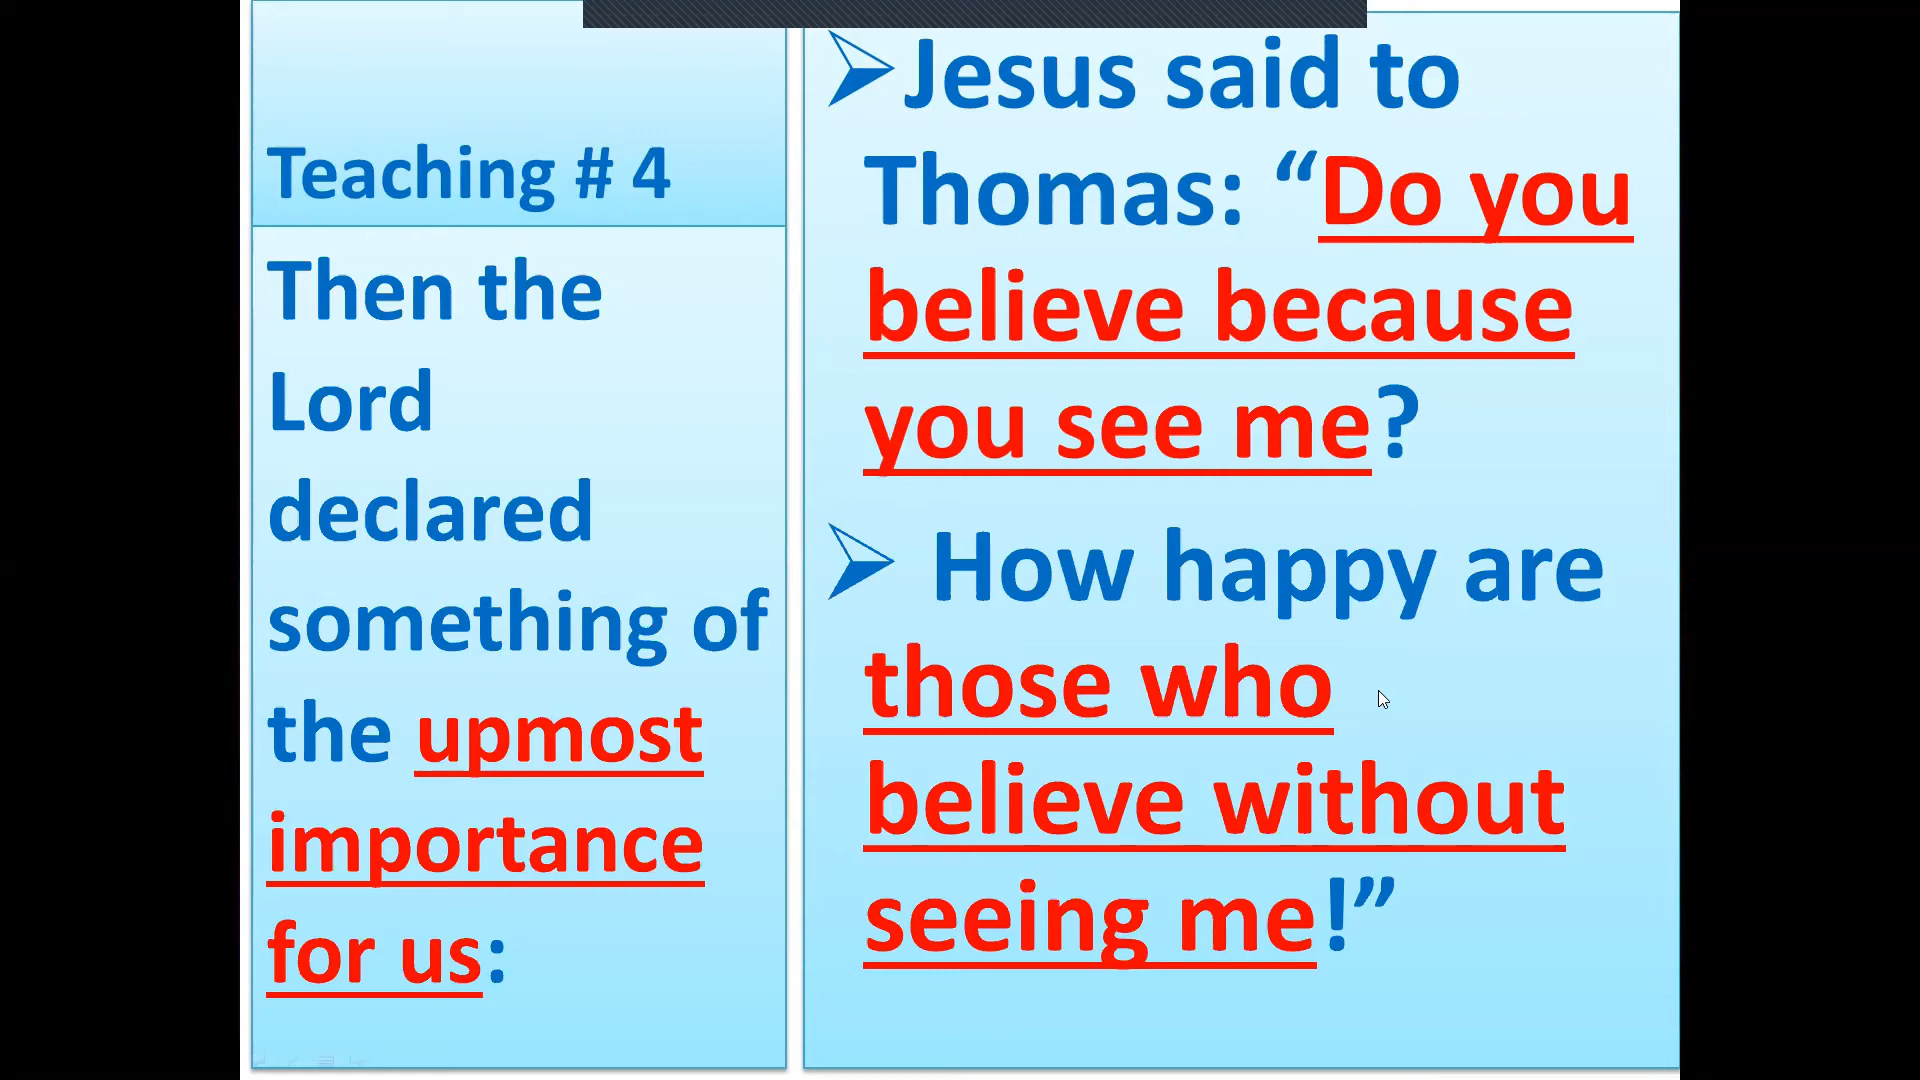 Teaching # 4
Then the
Lord
declared
something of
the upmost
importance
for us:
Jesus said to
Thomas: “Do you
believe because
you see me?
How happy are
those who
believe without
seeing me!”